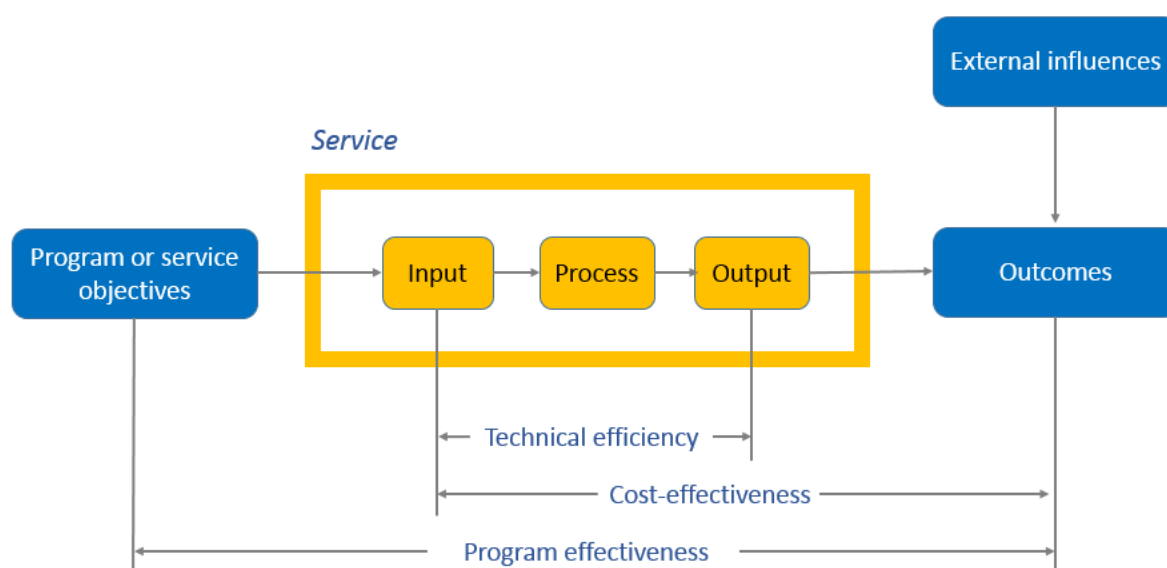 External influences
Service
Program or service
objectives
Input
Process
Output
Outcomes
Technical efficiency
Cost-effectiveness
Program effectiveness